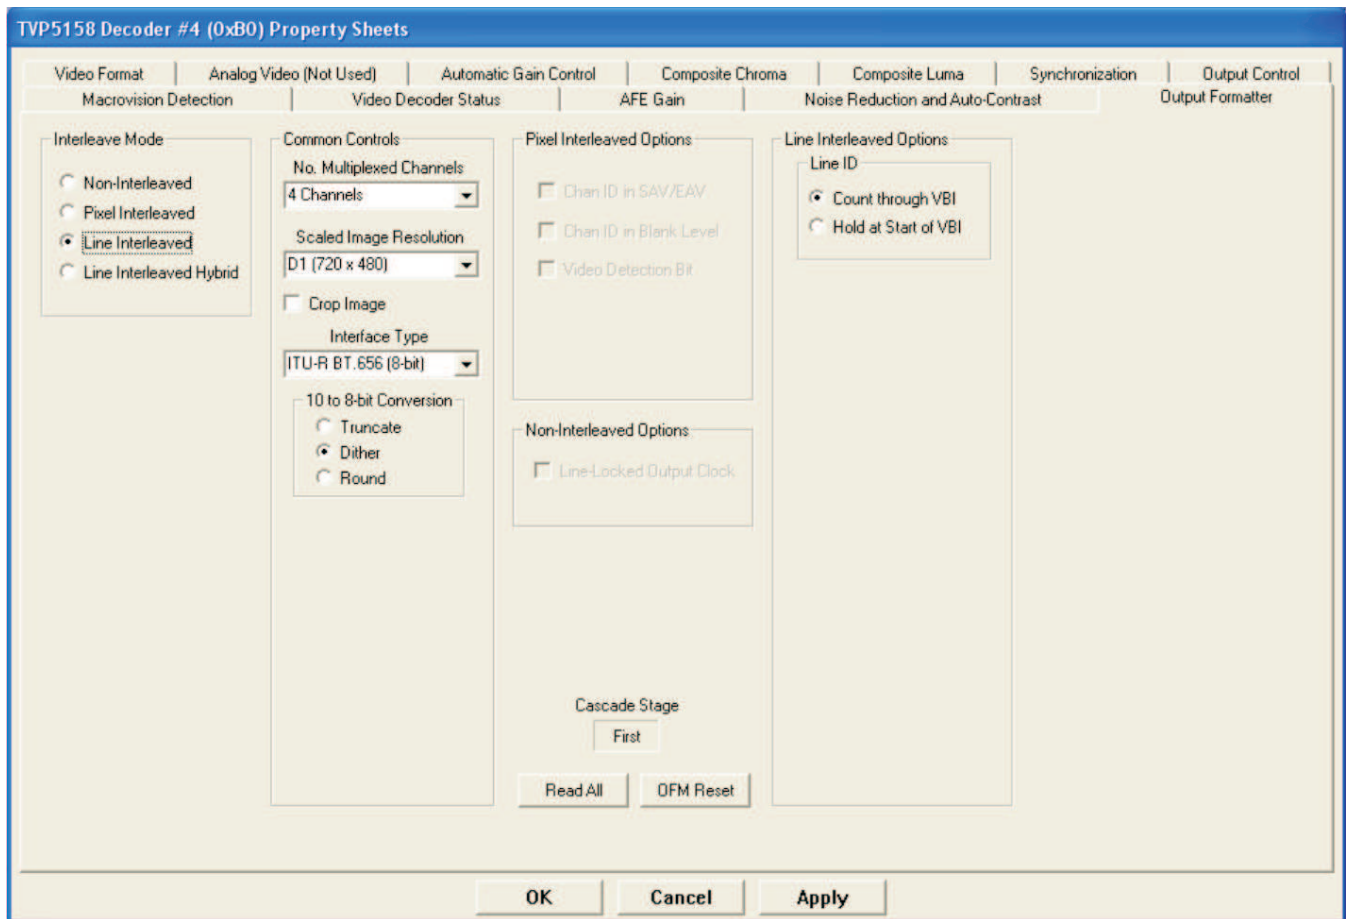 TVP5158 Decoder #4 (0xB0) Property Sheets
Video Format
Analog Video (Not Used)
Automatic Gain Control
Composite Chroma
Composite Luma
Synchronization
Output Control
Macrovision Detection
Video Decoder Status
AFE Gain
Noise Reduction and Auto-Contrast
Output Formatter
Interleave Mode
Non-Interleaved
Pixel Interleaved
Line Interleaved
Line Interleaved Hybrid
Common Controls
No. Multiplexed Channels
4 Channels
Scaled Image Resolution
D1 (720 x 480)
Crop Image
Interface Type
ITU-R BT.656 (8-bit)
10 to 8-bit Conversion
Truncate
Dither
Round
Pixel Interleaved Options
Chan ID in SAV/EAV
Chan ID in Blank Level
Video Detection Bit
Non-Interleaved Options
Line-Locked Output Clock
Cascade Stage
First
Read All
OFM Reset
Line Interleaved Options
Line ID
Count through VBI
Hold at Start of VBI
OK
Cancel
Apply